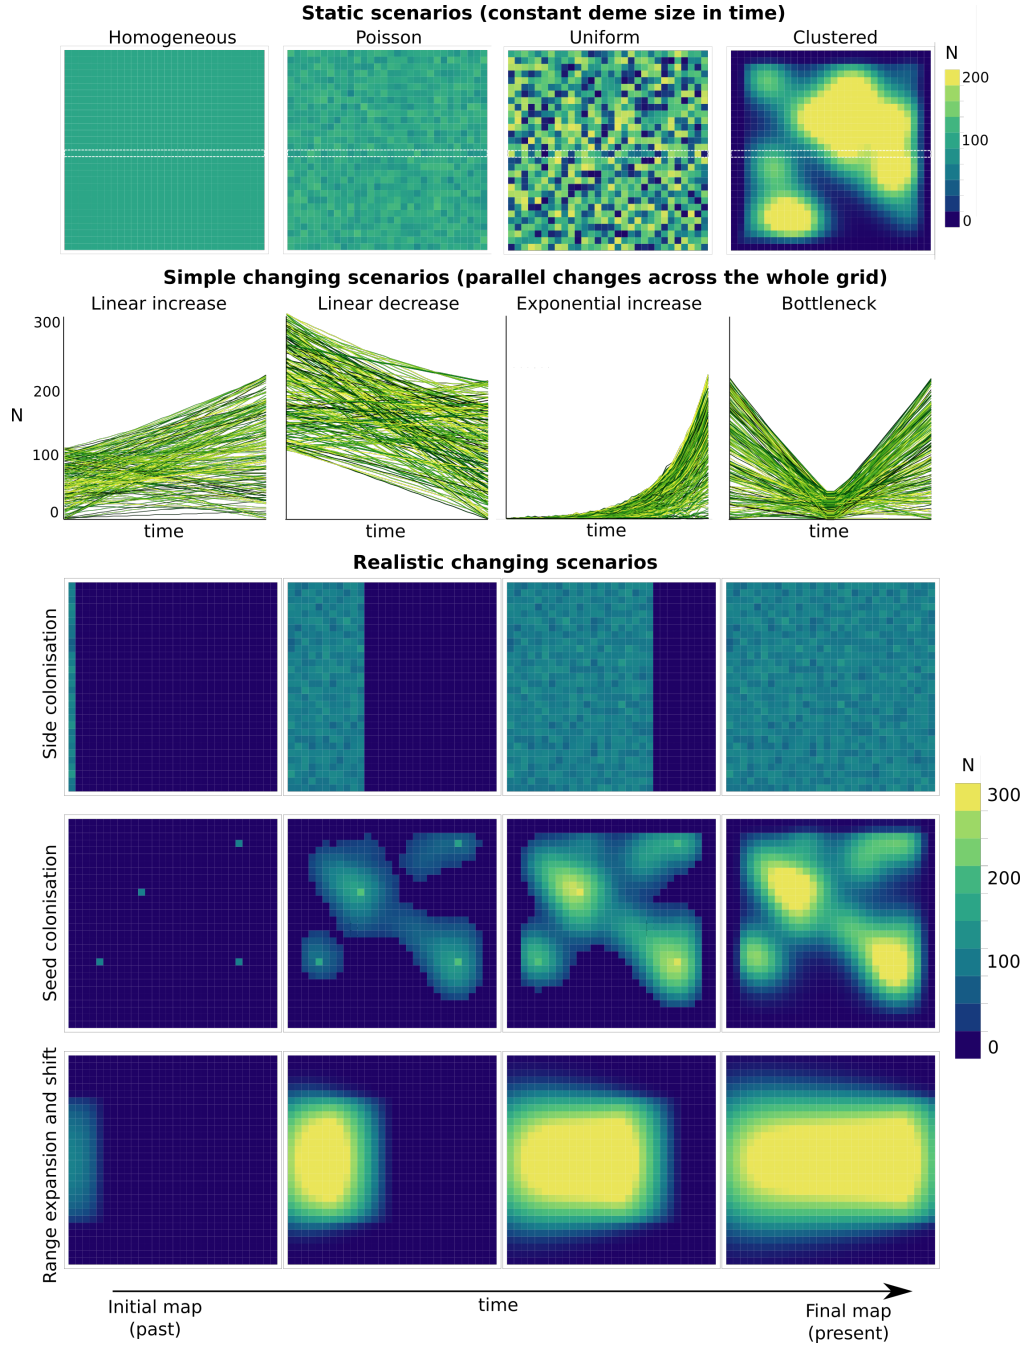 Static scenarios (constant deme size in time)
Homogeneous
Poisson
Uniform
Clustered
N
200
100
0
Simple changing scenarios (parallel changes across the whole grid)
Linear increase
Linear decrease
Exponential increase
Bottleneck
300
200
N
100
0
time
time
time
time
Realistic changing scenarios
Side colonisation
Seed colonisation
Range expansion and shift
N
300
200
100
0
Initial map
(past)
time
Final map
(present)